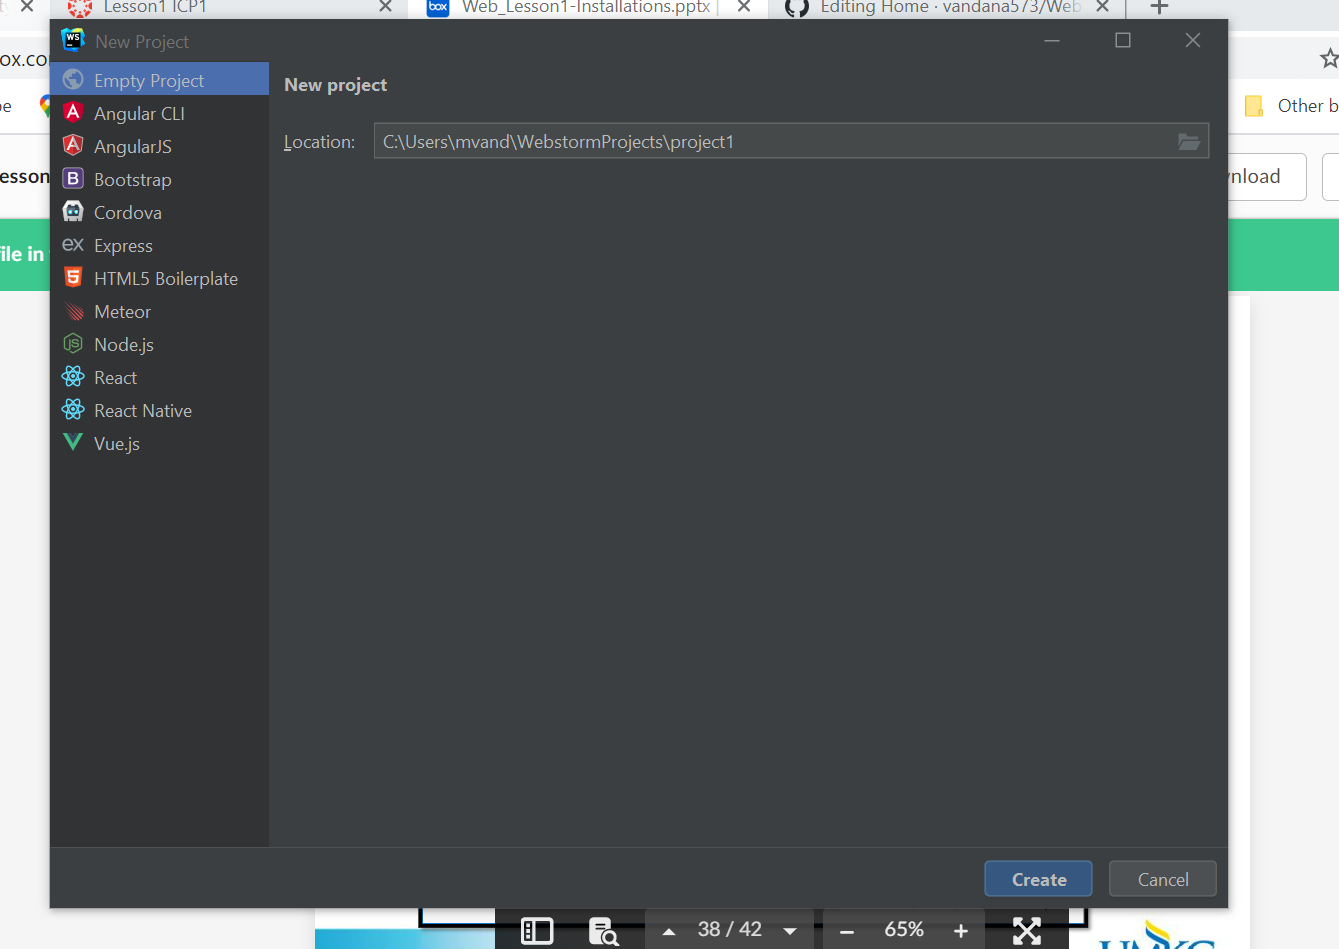 Lesson1 ICP1
Web_Lesson1-Installations.pptx
Editing Home · vandana573/Web
New Project
ox.co
Empty Project
New project
Other b
Angular CLI
Location: C:\Users\mvand\WebstormProjects\project1
AngularJS
esson
Bootstrap
nload
Cordova
Express
file in
HTML5 Boilerplate
Meteor
Node.js
React
React Native
Vue.js
Create
Cancel
38 / 42
65%